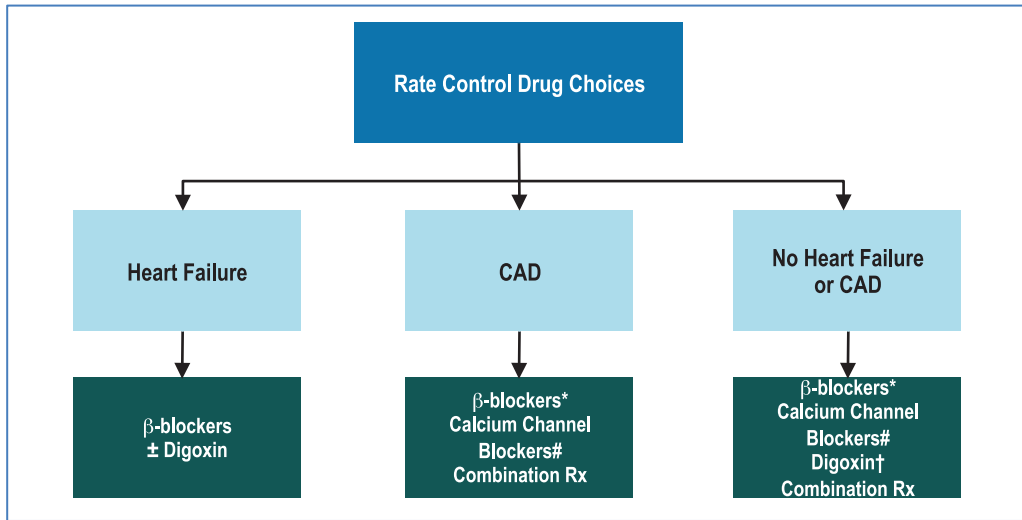 Rate Control Drug Choices
Heart Failure
CAD
No Heart Failure
or CAD
β-blockers
± Digoxin
β-blockers*
Calcium Channel
Blockers#
Combination Rx
β-blockers*
Calcium Channel
Blockers#
Digoxin†
Combination Rx